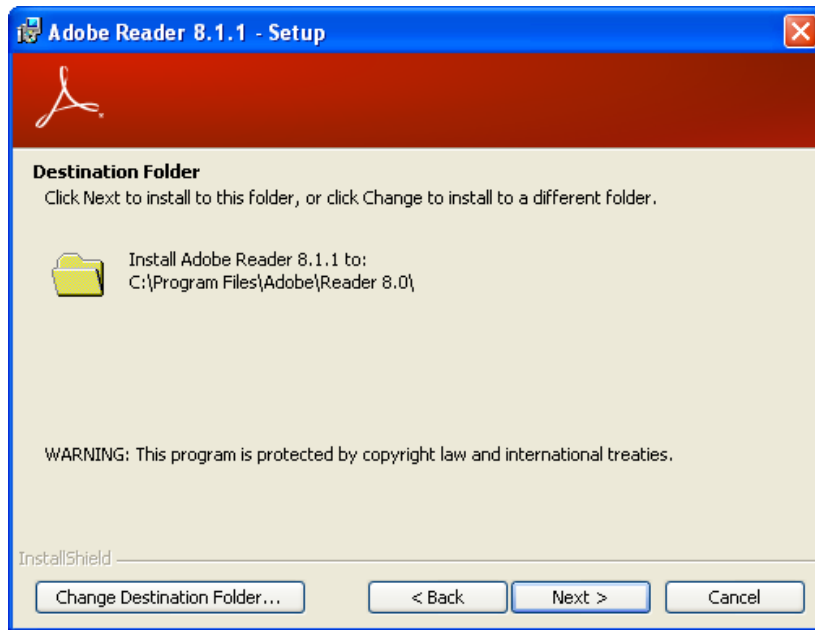 Adobe Reader 8.1.1 - Setup
Destination Folder
Click Next to install to this folder, or click Change to install to a different folder.
Install Adobe Reader 8.1.1 to:
C:\Program Files\Adobe\Reader 8.0\
WARNING: This program is protected by copyright law and international treaties.
InstallShield
Change Destination Folder...
< Back
Next >
Cancel